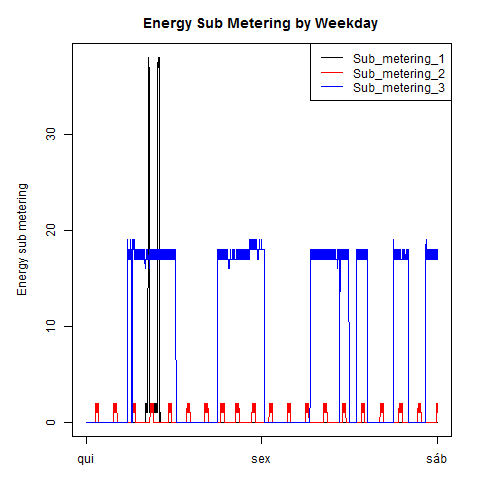 Energy Sub Metering by Weekday
Sub_metering_1
Sub_metering_2
Sub_metering_3
Energy sub metering
30
20
10
0
qui
sex
sáb